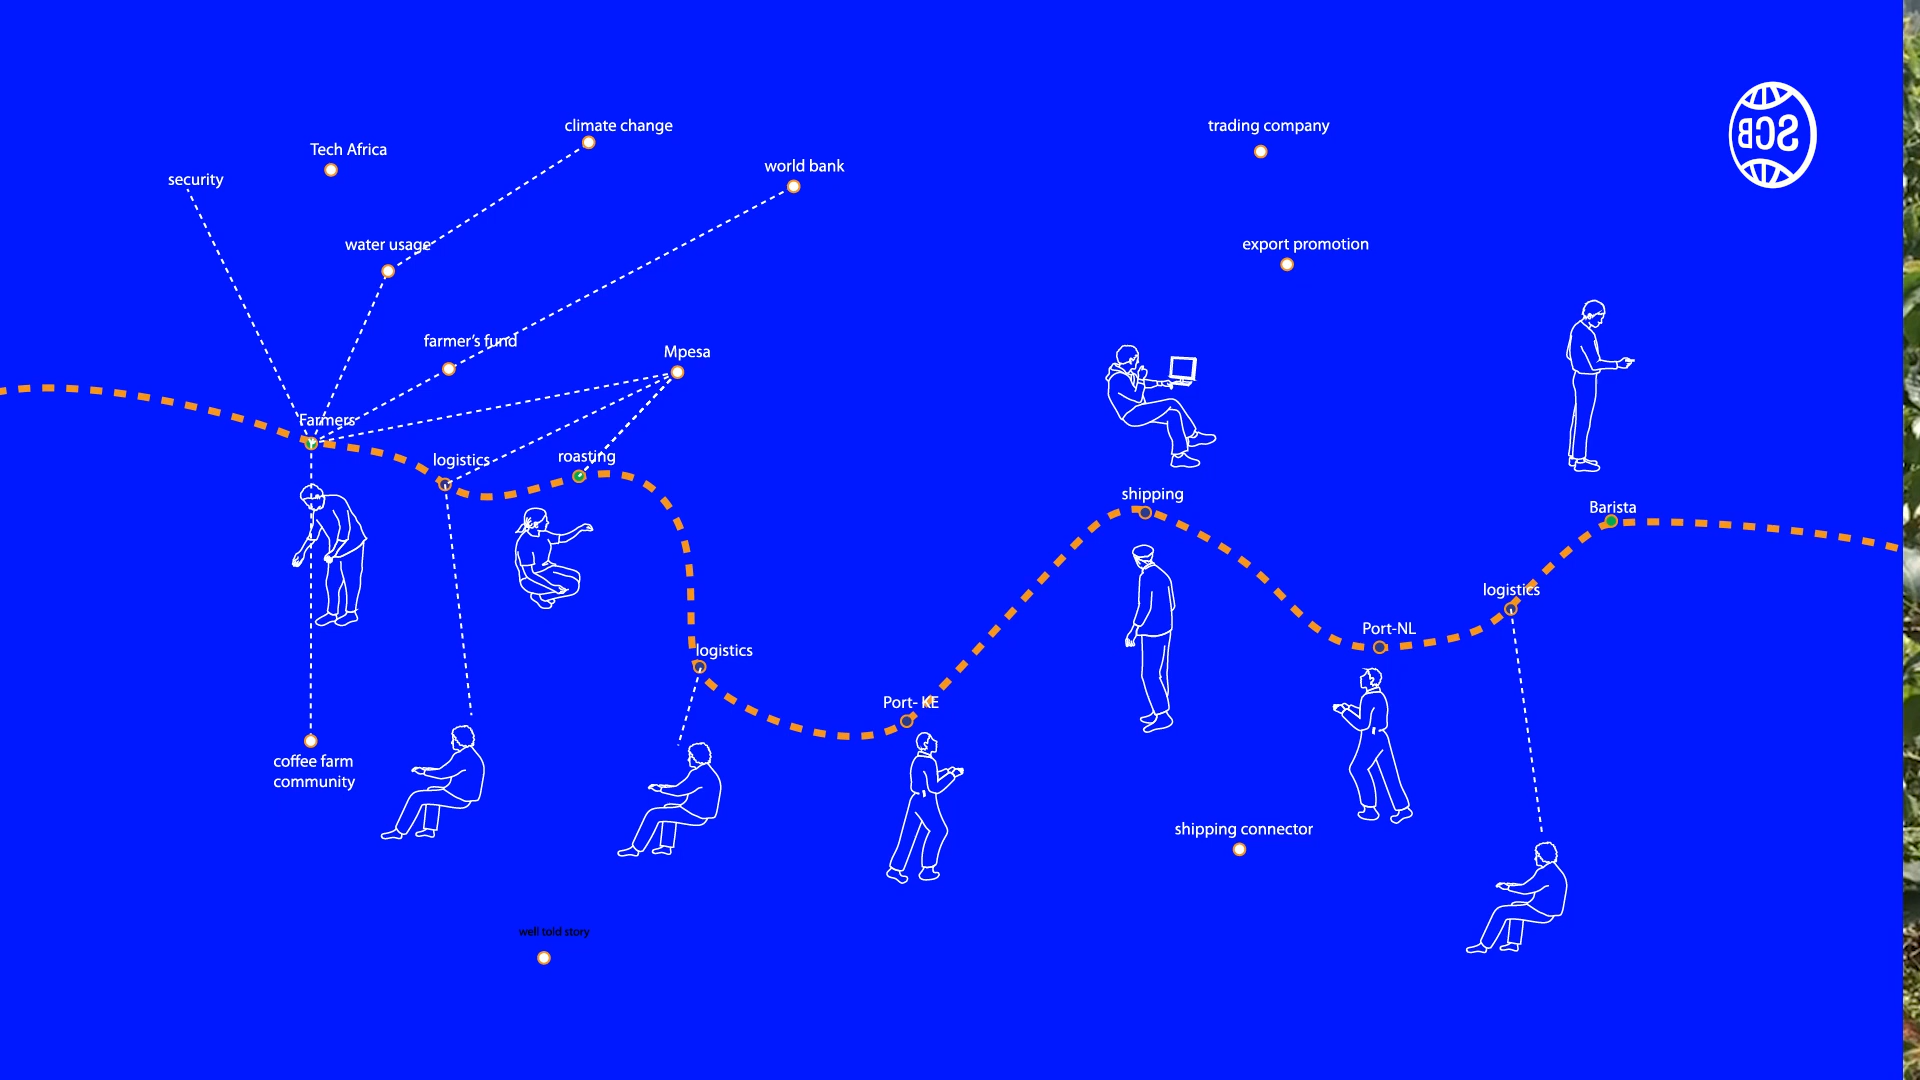 climate change
trading company
SCB
Tech Africa
world bank
security
water usage
export promotion
farmer's fund
Mpesa
Farmers
logistics
roasting
shipping
Barista
logistics
Port-NL
logistics
Port- KE
coffee farm
community
shipping connector
well told story